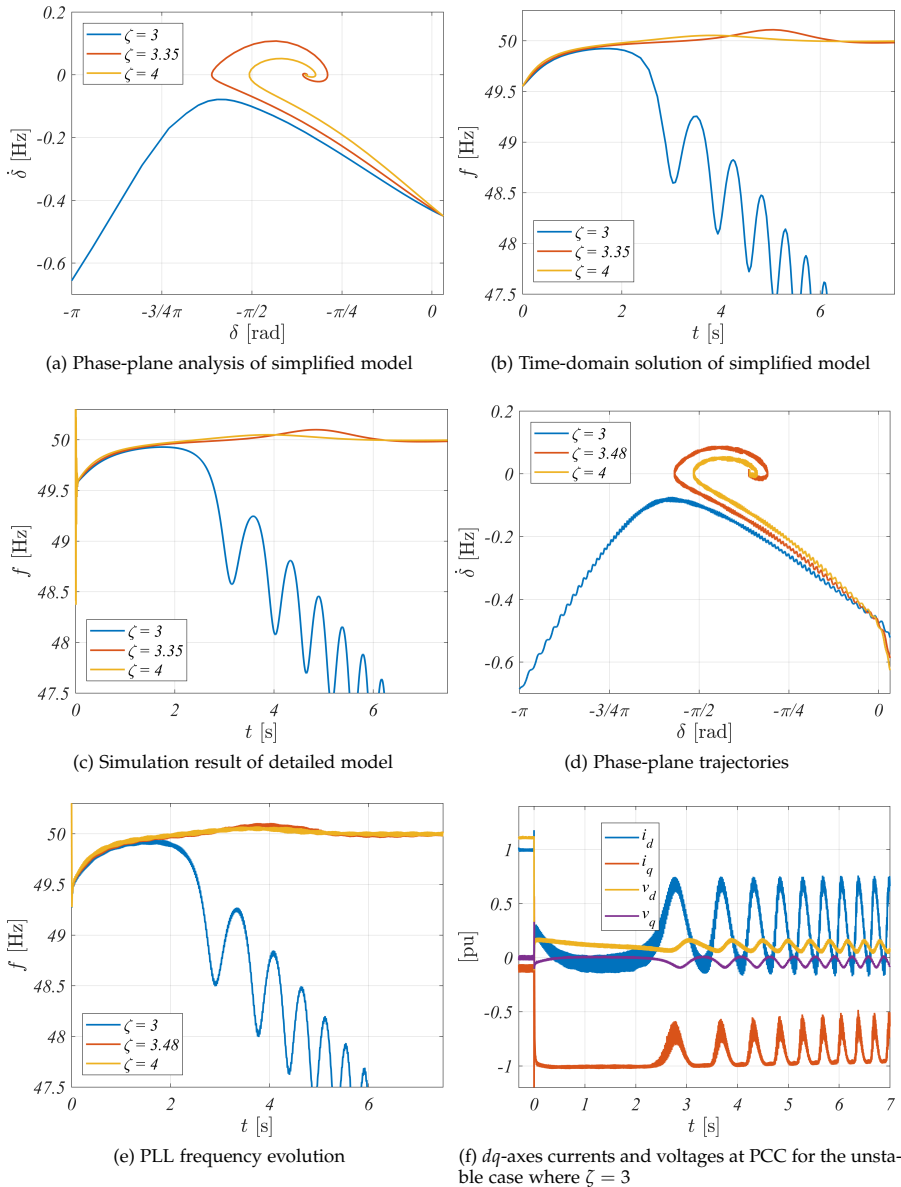 0.2
0
-0.2
-0.4
-0.6
δ̇ [Hz]
ζ = 3
ζ = 3.35
ζ = 4
-π
-3/4π
-π/2
-π/4
0
δ [rad]
(a) Phase-plane analysis of simplified model
50
49.5
49
48.5
48
47.5
f [Hz]
ζ = 3
ζ = 3.35
ζ = 4
0
2
4
6
t [s]
(b) Time-domain solution of simplified model
50
49.5
49
48.5
48
47.5
f [Hz]
ζ = 3
ζ = 3.35
ζ = 4
0
2
4
6
t [s]
(c) Simulation result of detailed model
0.2
0
-0.2
-0.4
-0.6
δ̇ [Hz]
ζ = 3
ζ = 3.48
ζ = 4
-π
-3/4π
-π/2
-π/4
0
δ [rad]
(d) Phase-plane trajectories
50
49.5
49
48.5
48
47.5
f [Hz]
ζ = 3
ζ = 3.48
ζ = 4
0
2
4
6
t [s]
(e) PLL frequency evolution
1
0.5
0
-0.5
-1
[pu]
i_d
i_q
v_d
v_q
0
1
2
3
4
5
6
7
t [s]
(f) dq-axes currents and voltages at PCC for the unsta-
ble case where ζ = 3